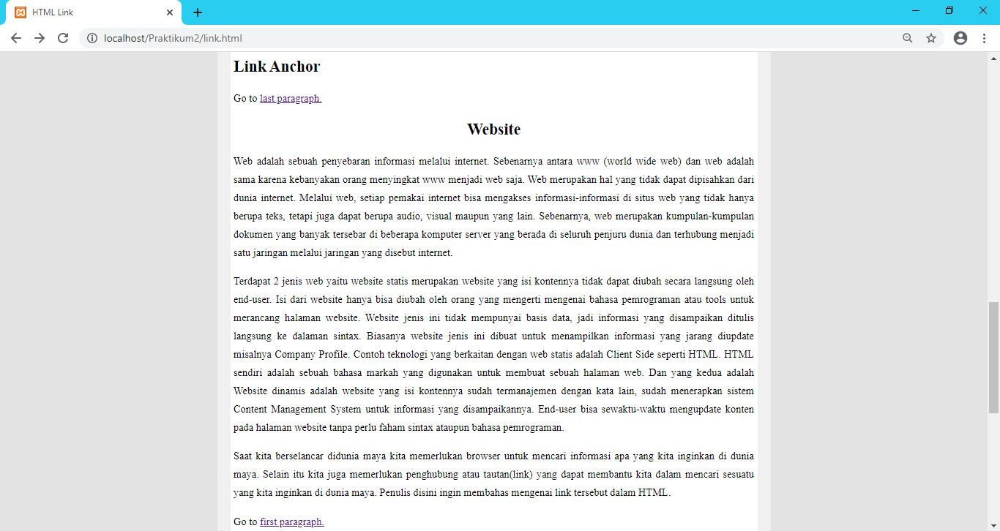 HTML Link
localhost/Praktikum2/link.html
Link Anchor
Go to last paragraph.
Website
Web adalah sebuah penyebaran informasi melalui internet. Sebenarnya antara www (world wide web) dan web adalah
sama karena kebanyakan orang menyingkat www menjadi web saja. Web merupakan hal yang tidak dapat dipisahkan dari
dunia internet. Melalui web, setiap pemakai internet bisa mengakses informasi-informasi di situs web yang tidak hanya
berupa teks, tetapi juga dapat berupa audio, visual maupun yang lain. Sebenarnya, web merupakan kumpulan-kumpulan
dokumen yang banyak tersebar di beberapa komputer server yang berada di seluruh penjuru dunia dan terhubung menjadi
satu jaringan melalui jaringan yang disebut internet.
Terdapat 2 jenis web yaitu website statis merupakan website yang isi kontennya tidak dapat diubah secara langsung oleh
end-user. Isi dari website hanya bisa diubah oleh orang yang mengerti mengenai bahasa pemrograman atau tools untuk
merancang halaman website. Website jenis ini tidak mempunyai basis data, jadi informasi yang disampaikan ditulis
langsung ke dalaman sintax. Biasanya website jenis ini dibuat untuk menampilkan informasi yang jarang diupdate
misalnya Company Profile. Contoh teknologi yang berkaitan dengan web statis adalah Client Side seperti HTML. HTML
sendiri adalah sebuah bahasa markah yang digunakan untuk membuat sebuah halaman web. Dan yang kedua adalah
Website dinamis adalah website yang isi kontennya sudah termanajemen dengan kata lain, sudah menerapkan sistem
Content Management System untuk informasi yang disampaikannya. End-user bisa sewaktu-waktu mengupdate konten
pada halaman website tanpa perlu faham sintax ataupun bahasa pemrograman.
Saat kita berselancar didunia maya kita memerlukan browser untuk mencari informasi apa yang kita inginkan di dunia
maya. Selain itu kita juga memerlukan penghubung atau tautan(link) yang dapat membantu kita dalam mencari sesuatu
yang kita inginkan di dunia maya. Penulis disini ingin membahas mengenai link tersebut dalam HTML.
Go to first paragraph.